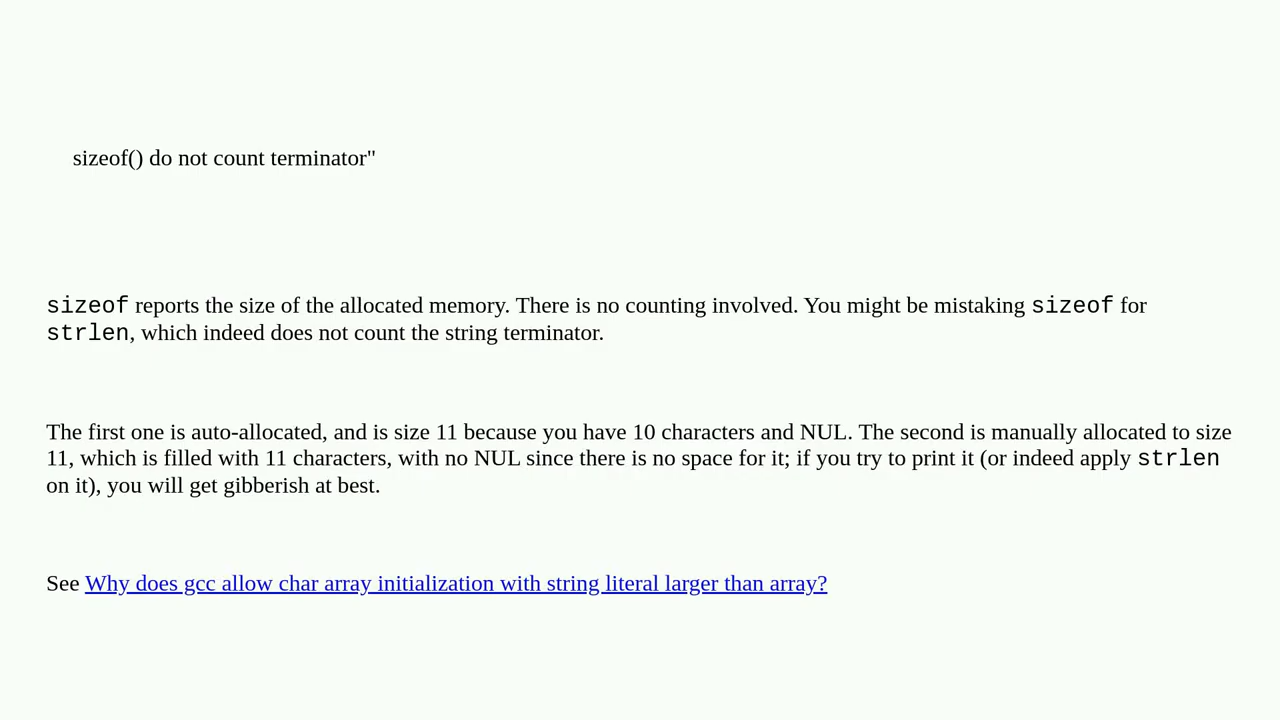 sizeof() do not count terminator"
sizeof reports the size of the allocated memory. There is no counting involved. You might be mistaking sizeof for
strlen, which indeed does not count the string terminator.
The first one is auto-allocated, and is size 11 because you have 10 characters and NUL. The second is manually allocated to size
11, which is filled with 11 characters, with no NUL since there is no space for it; if you try to print it (or indeed apply strlen
on it), you will get gibberish at best.
See Why does gcc allow char array initialization with string literal larger than array?